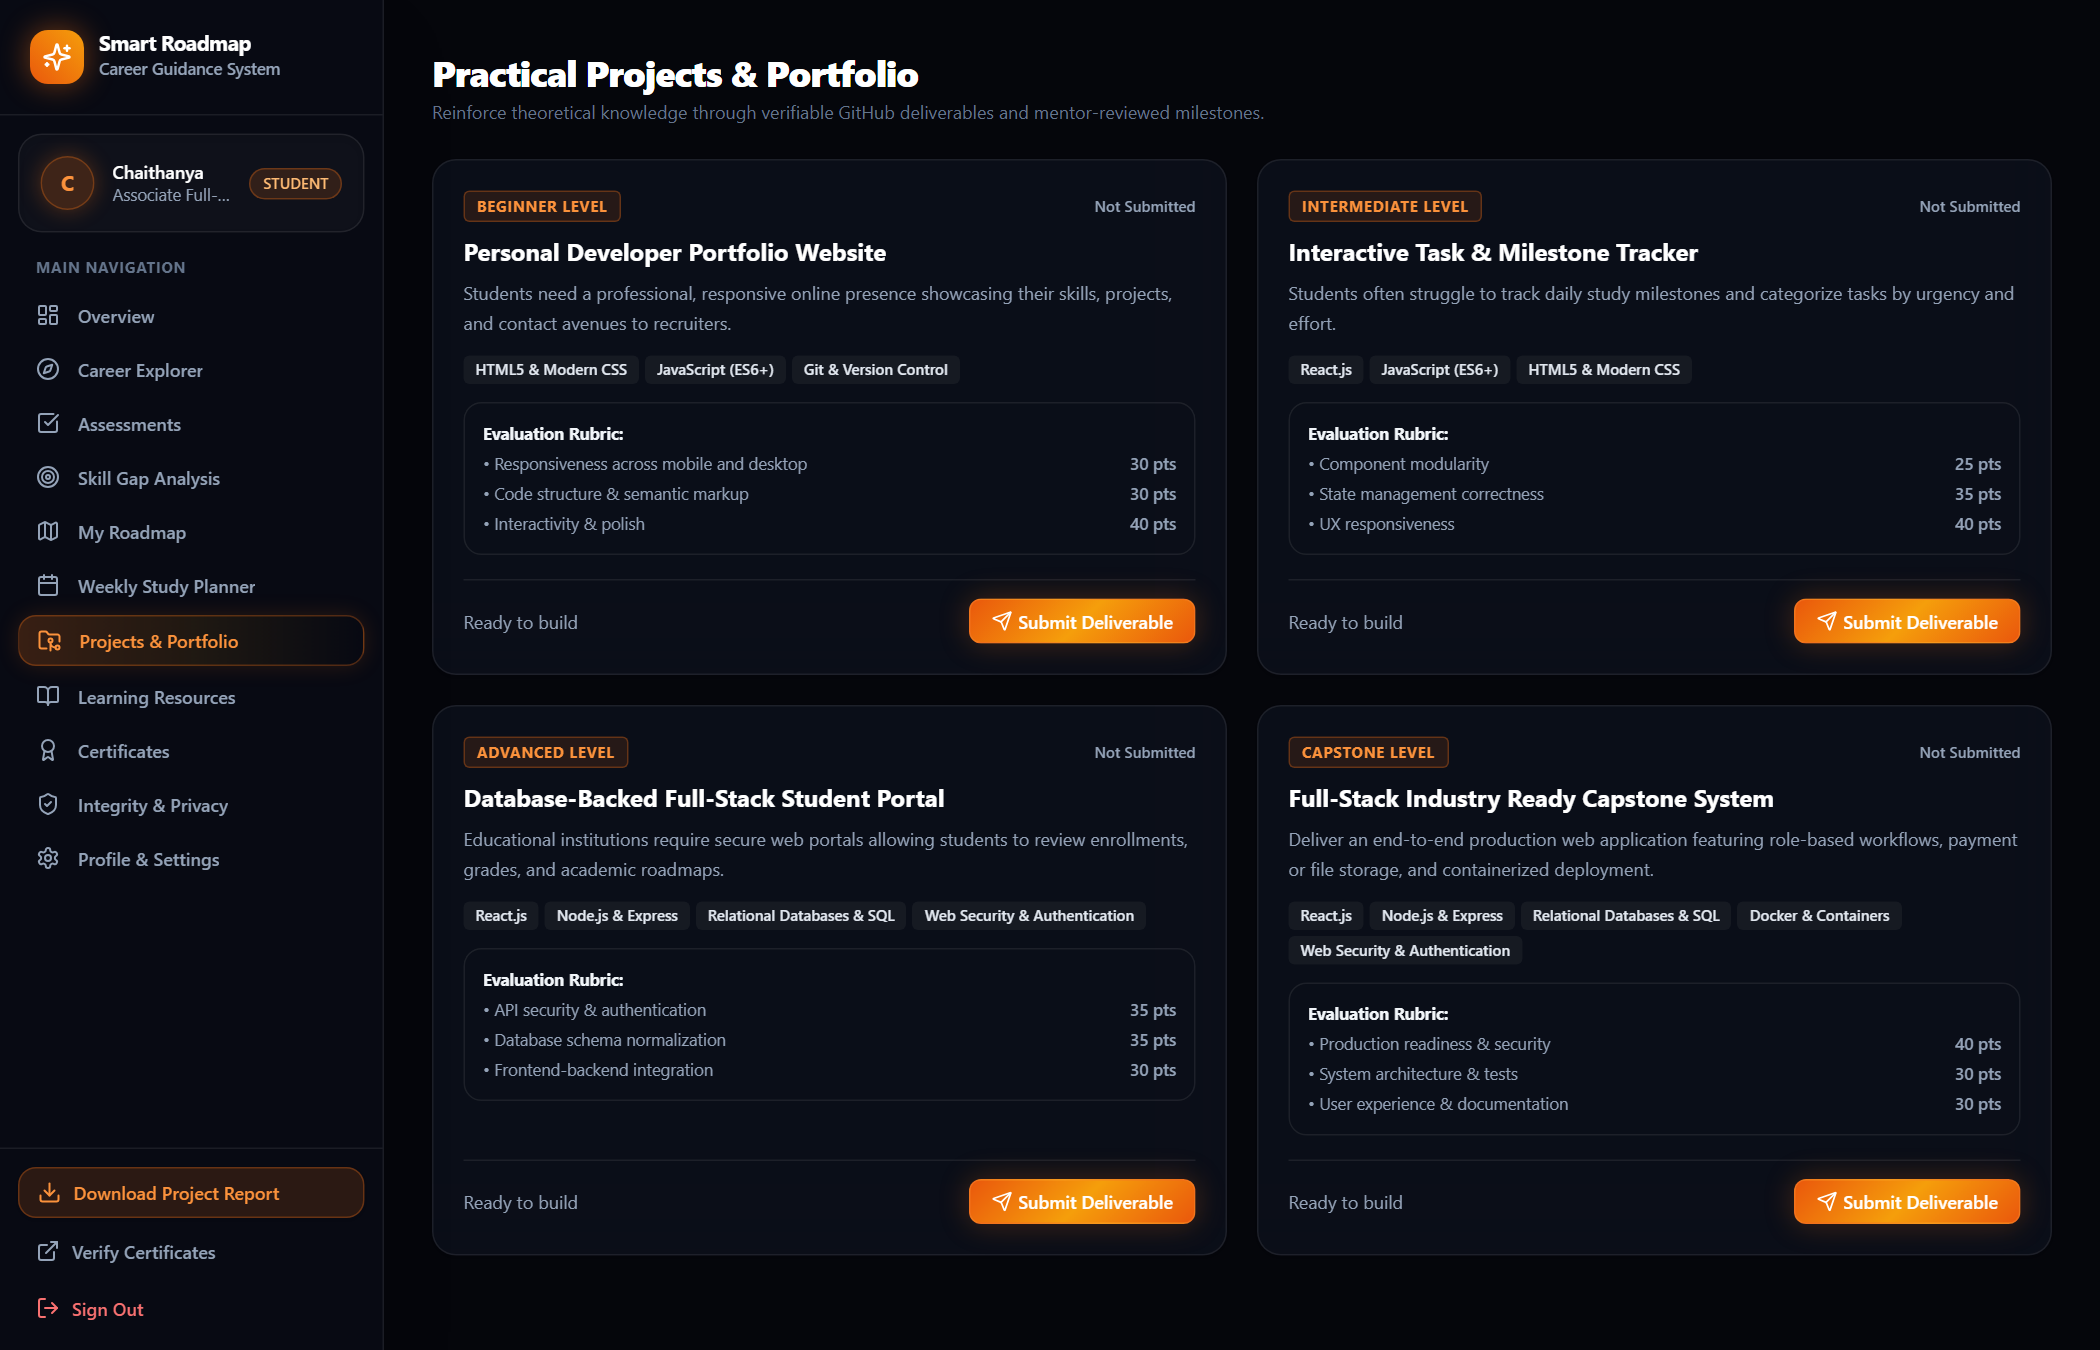 Smart Roadmap
Career Guidance System
C
Chaithanya
Associate Full-...
STUDENT
MAIN NAVIGATION
Overview
Career Explorer
Assessments
Skill Gap Analysis
My Roadmap
Weekly Study Planner
Projects & Portfolio
Learning Resources
Certificates
Integrity & Privacy
Profile & Settings
Download Project Report
Verify Certificates
Sign Out
Practical Projects & Portfolio
Reinforce theoretical knowledge through verifiable GitHub deliverables and mentor-reviewed milestones.
BEGINNER LEVEL
Not Submitted
Personal Developer Portfolio Website
Students need a professional, responsive online presence showcasing their skills, projects,
and contact avenues to recruiters.
HTML5 & Modern CSS
JavaScript (ES6+)
Git & Version Control
Evaluation Rubric:
• Responsiveness across mobile and desktop 30 pts
• Code structure & semantic markup 30 pts
• Interactivity & polish 40 pts
Ready to build
Submit Deliverable
INTERMEDIATE LEVEL
Not Submitted
Interactive Task & Milestone Tracker
Students often struggle to track daily study milestones and categorize tasks by urgency and
effort.
React.js
JavaScript (ES6+)
HTML5 & Modern CSS
Evaluation Rubric:
• Component modularity 25 pts
• State management correctness 35 pts
• UX responsiveness 40 pts
Ready to build
Submit Deliverable
ADVANCED LEVEL
Not Submitted
Database-Backed Full-Stack Student Portal
Educational institutions require secure web portals allowing students to review enrollments,
grades, and academic roadmaps.
React.js
Node.js & Express
Relational Databases & SQL
Web Security & Authentication
Evaluation Rubric:
• API security & authentication 35 pts
• Database schema normalization 35 pts
• Frontend-backend integration 30 pts
Ready to build
Submit Deliverable
CAPSTONE LEVEL
Not Submitted
Full-Stack Industry Ready Capstone System
Deliver an end-to-end production web application featuring role-based workflows, payment
or file storage, and containerized deployment.
React.js
Node.js & Express
Relational Databases & SQL
Docker & Containers
Web Security & Authentication
Evaluation Rubric:
• Production readiness & security 40 pts
• System architecture & tests 30 pts
• User experience & documentation 30 pts
Ready to build
Submit Deliverable